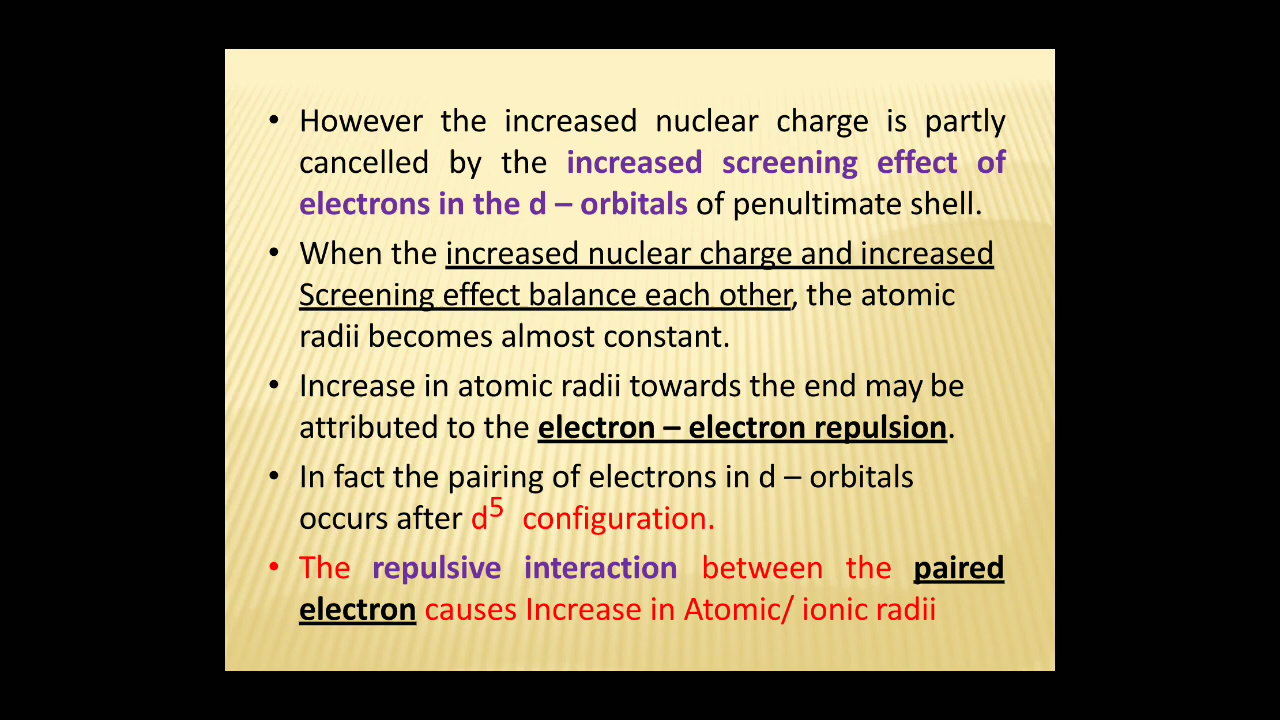 • However the increased nuclear charge is partly
cancelled by the increased screening effect of
electrons in the d – orbitals of penultimate shell.
• When the increased nuclear charge and increased
Screening effect balance each other, the atomic
radii becomes almost constant.
• Increase in atomic radii towards the end may be
attributed to the electron – electron repulsion.
• In fact the pairing of electrons in d – orbitals
occurs after d⁵ configuration.
• The repulsive interaction between the paired
electron causes Increase in Atomic/ ionic radii